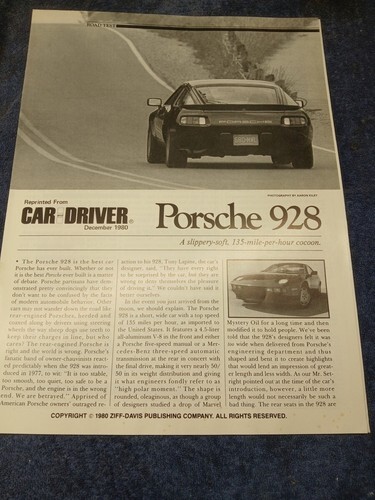 ROAD TEST
PORSCHE
PHOTOGRAPHY BY AARON KILEY
Reprinted From
CAR AND DRIVER®
December 1980
Porsche 928
A slippery-soft, 135-mile-per-hour cocoon.
• The Porsche 928 is the best car
Porsche has ever built. Whether or not
it is the best Porsche ever built is a matter
of debate. Porsche partisans have demon-
strated pretty convincingly that they
don't want to be confused by the facts
of modern automobile behavior. Other
cars may not wander down the road like
rear-engined Porsches, herded and
toured along by drivers using steering
wheels the way sheep dogs use teeth to
keep their charges in line, but who
cares? The rear-engined Porsche is
right and the world is wrong. Porsche's
future band of owner-chauvinists react-
ed predictably when the 928 was intro-
duced in 1977, to wit: "It is too stable,
too smooth, too quiet, too safe to be a
Porsche, and the engine is in the wrong
end. We are betrayed." Apprised of
American Porsche owners' outraged re-
action to his 928, Tony Lapine, the car's
designer, said, "They have every right
to be surprised by the car, but they are
wrong to deny themselves the pleasure
of driving it." We couldn't have said it
better ourselves.
In the event you just arrived from the
moon, we should explain. The Porsche
928 is a short, wide car with a top speed
of 135 miles per hour, as imported to
the United States. It features a 4.5-liter
all-aluminum V-8 in the front and either
a Porsche five-speed manual or a Mer-
cedes-Benz three-speed automatic
transmission at the rear in concert with
the final drive, making it very nearly 50/
50 in its weight distribution and giving
it what engineers fondly refer to as
"high polar moment." The shape is
rounded, oleaginous, as though a group
of designers studied a drop of Marvel
Mystery Oil for a long time and then
modified it to hold people. We've been
told that the 928's designers felt it was
too wide when delivered from Porsche's
engineering department and thus
shaped and bent it to create highlights
that would lend an impression of great-
er length and less width. As our Mr. Set-
right pointed out at the time of the car's
introduction, however, a little more
length would not necessarily be such a
bad thing. The rear seats in the 928 are
COPYRIGHT © 1980 ZIFF-DAVIS PUBLISHING COMPANY. ALL RIGHTS RESERVED.